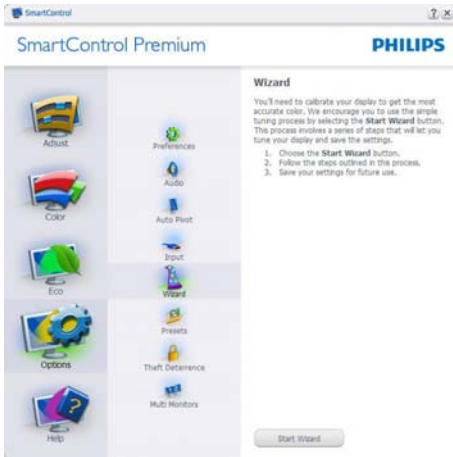 SmartControl
SmartControl Premium
PHILIPS
Adjust
Color
Eco
Options
Help
Preferences
Audio
Auto Pivot
Input
Wizard
Presets
Theft Deterrence
Multi Monitors
Wizard
You'll need to calibrate your display to get the most
accurate color. We encourage you to use the simple
tuning process by selecting the Start Wizard button.
This process involves a series of steps that will let you
tune your display and save the settings.
1. Choose the Start Wizard button.
2. Follow the steps outlined in the process.
3. Save your settings for future use.
Start Wizard